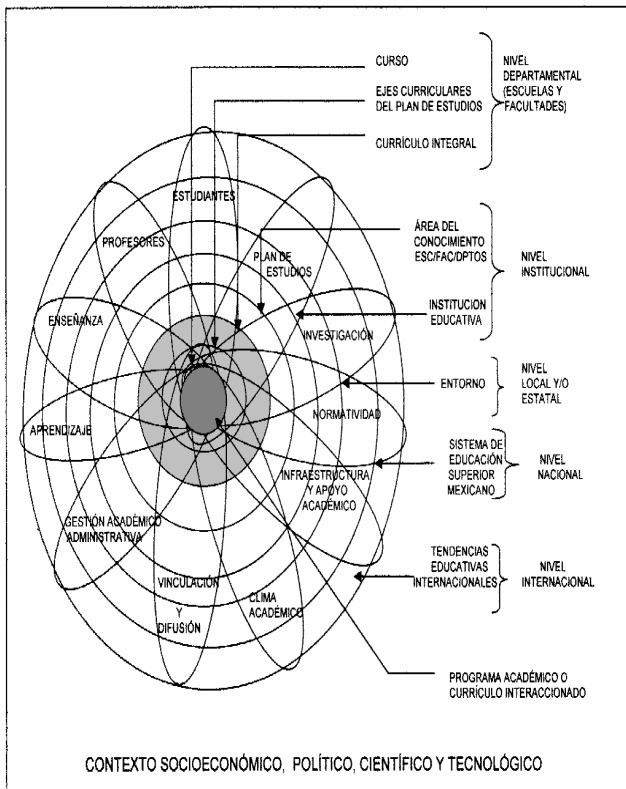 CURSO
EJES CURRICULARES
DEL PLAN DE ESTUDIOS
CURRÍCULO INTEGRAL
NIVEL
DEPARTAMENTAL
(ESCUELAS Y
FACULTADES)
ÁREA DEL
CONOCIMIENTO
ESC/FAC/DPTOS
INSTITUCION
EDUCATIVA
NIVEL
INSTITUCIONAL
ENTORNO
NIVEL
LOCAL Y/O
ESTATAL
SISTEMA DE
EDUCACIÓN
SUPERIOR
MEXICANO
NIVEL
NACIONAL
TENDENCIAS
EDUCATIVAS
INTERNACIONALES
NIVEL
INTERNACIONAL
PROGRAMA ACADÉMICO O
CURRÍCULO INTERACCIONADO
ESTUDIANTES
PROFESORES
PLAN DE
ESTUDIOS
ENSEÑANZA
INVESTIGACIÓN
NORMATIVIDAD
APRENDIZAJE
INFRAESTRUCTURA
Y APOYO
ACADÉMICO
GESTIÓN ACADÉMICO
ADMINISTRATIVA
VINCULACIÓN
Y
DIFUSIÓN
CLIMA
ACADÉMICO
CONTEXTO SOCIOECONÓMICO, POLÍTICO, CIENTÍFICO Y TECNOLÓGICO